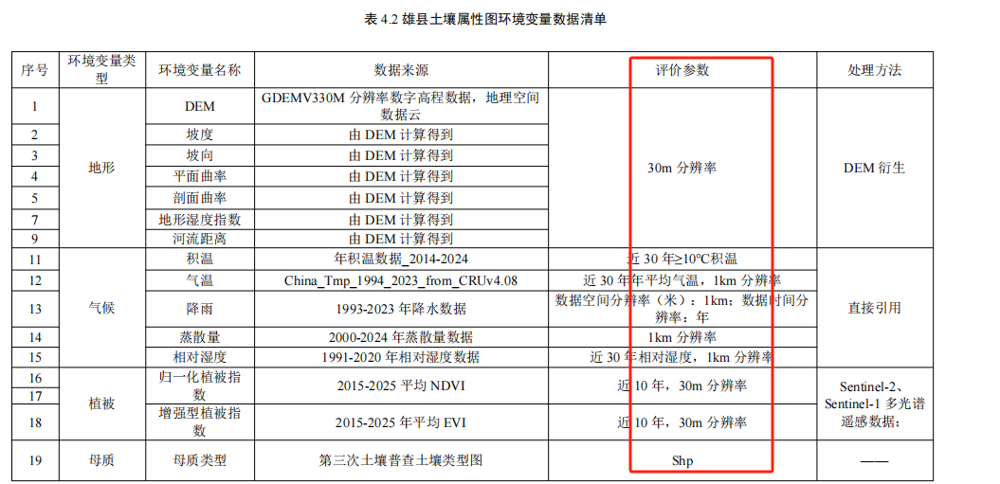 表 4.2 雄县土壤属性图环境变量数据清单
序号 环境变量类型 环境变量名称 数据来源 评价参数 处理方法
1 地形 DEM GDEMV330M 分辨率数字高程数据，地理空间数据云 30m 分辨率 DEM 衍生
2 坡度 由 DEM 计算得到
3 坡向 由 DEM 计算得到
4 平面曲率 由 DEM 计算得到
5 剖面曲率 由 DEM 计算得到
7 地形湿度指数 由 DEM 计算得到
9 河流距离 由 DEM 计算得到
11 气候 积温 年积温数据_2014-2024 近 30 年≥10℃积温 直接引用
12 气温 China_Tmp_1994_2023_from_CRUv4.08 近 30 年年平均气温，1km 分辨率
13 降雨 1993-2023 年降水数据 数据空间分辨率（米）：1km；数据时间分辨率：年
14 蒸散量 2000-2024 年蒸散量数据 1km 分辨率
15 相对湿度 1991-2020 年相对湿度数据 近 30 年相对湿度，1km 分辨率
16 植被 归一化植被指数 2015-2025 平均 NDVI 近 10 年，30m 分辨率 Sentinel-2、Sentinel-1 多光谱遥感数据；
17
18 增强型植被指数 2015-2025 年平均 EVI 近 10 年，30m 分辨率
19 母质 母质类型 第三次土壤普查土壤类型图 Shp ——